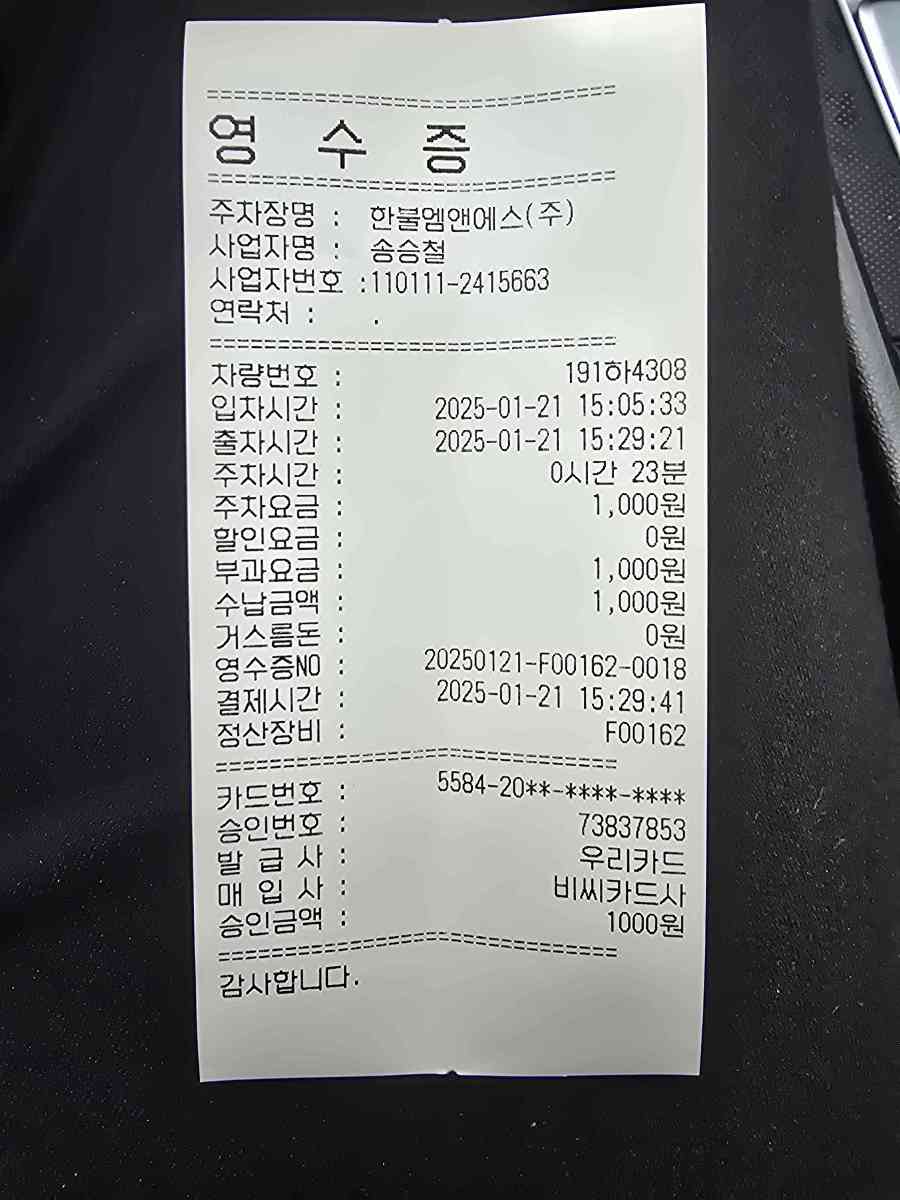 ==============================
영 수 증
==============================
주차장명 : 한불엠앤에스(주)
사업자명 : 송승철
사업자번호 :110111-2415663
연락처 : .
==============================
차량번호 : 191하4308
입차시간 : 2025-01-21 15:05:33
출차시간 : 2025-01-21 15:29:21
주차시간 : 0시간 23분
주차요금 : 1,000원
할인요금 : 0원
부과요금 : 1,000원
수납금액 : 1,000원
거스름돈 : 0원
영수증NO : 20250121-F00162-0018
결제시간 : 2025-01-21 15:29:41
정산장비 : F00162
==============================
카드번호 : 5584-20**-****-****
승인번호 : 73837853
발 급 사 : 우리카드
매 입 사 : 비씨카드사
승인금액 : 1000원
==============================
감사합니다.